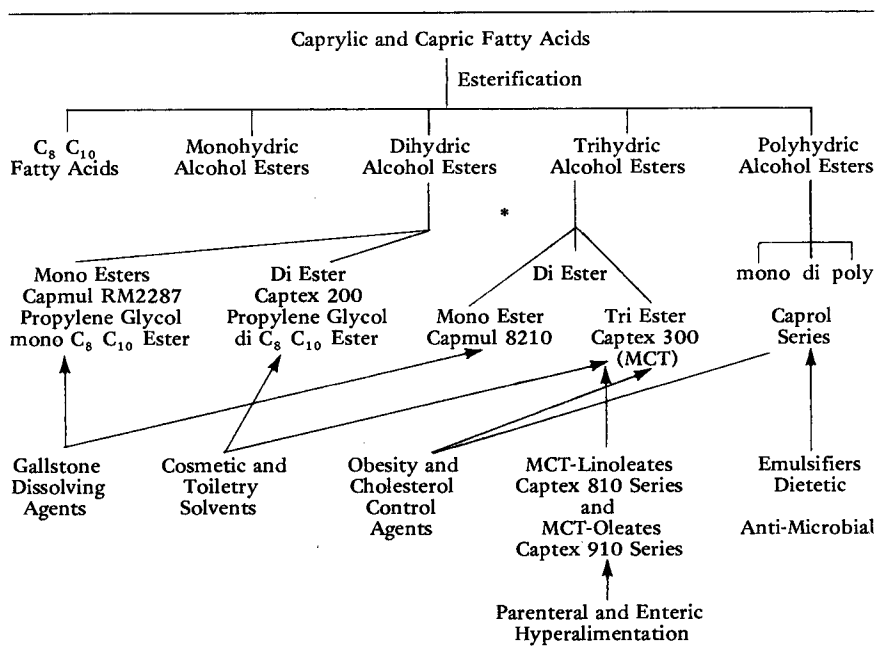 Caprylic and Capric Fatty Acids
Esterification
C8 C10
Fatty Acids
Monohydric
Alcohol Esters
Dihydric
Alcohol Esters
Trihydric
Alcohol Esters
Polyhydric
Alcohol Esters
*
Mono Esters
Capmul RM2287
Propylene Glycol
mono C8 C10 Ester
Di Ester
Captex 200
Propylene Glycol
di C8 C10 Ester
Di Ester
Mono Ester
Capmul 8210
Tri Ester
Captex 300
(MCT)
mono di poly
Caprol
Series
Gallstone
Dissolving
Agents
Cosmetic and
Toiletry
Solvents
Obesity and
Cholesterol
Control
Agents
MCT-Linoleates
Captex 810 Series
and
MCT-Oleates
Captex 910 Series
Emulsifiers
Dietetic
Anti-Microbial
Parenteral and Enteric
Hyperalimentation